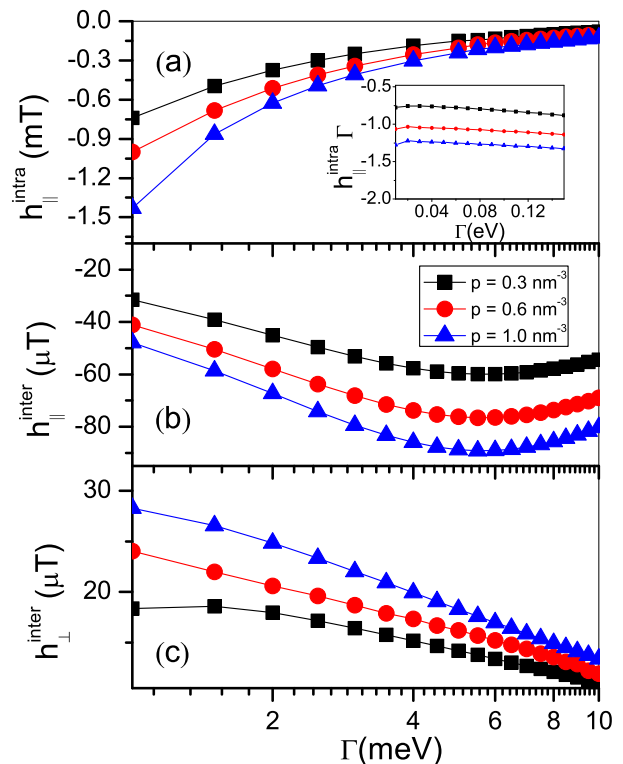 0.0
-0.3
-0.6
-0.9
-1.2
-1.5
h∥^intra (mT)
(a)
-0.5
-1.0
-1.5
-2.0
h∥^intra Γ
0.04 0.08 0.12
Γ(eV)
-20
-40
-60
-80
h∥^inter (μT)
(b)
p = 0.3 nm^-3
p = 0.6 nm^-3
p = 1.0 nm^-3
30
20
h⊥^inter (μT)
(c)
2 4 6 8 10
Γ(meV)